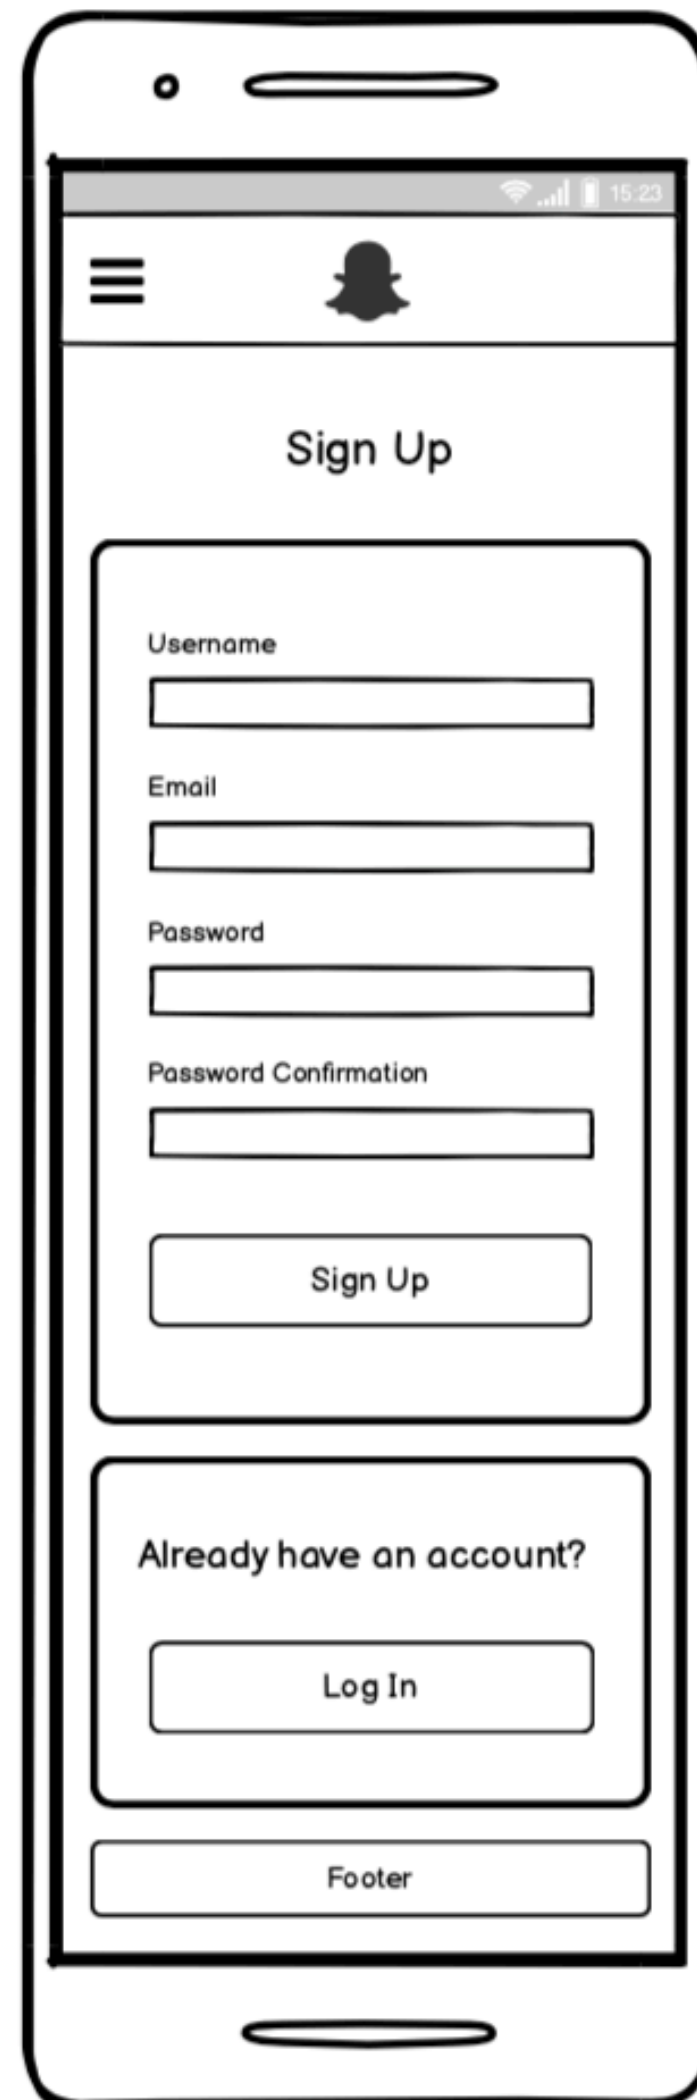 15:23
Sign Up
Username
Email
Password
Password Confirmation
Sign Up
Already have an account?
Log In
Footer